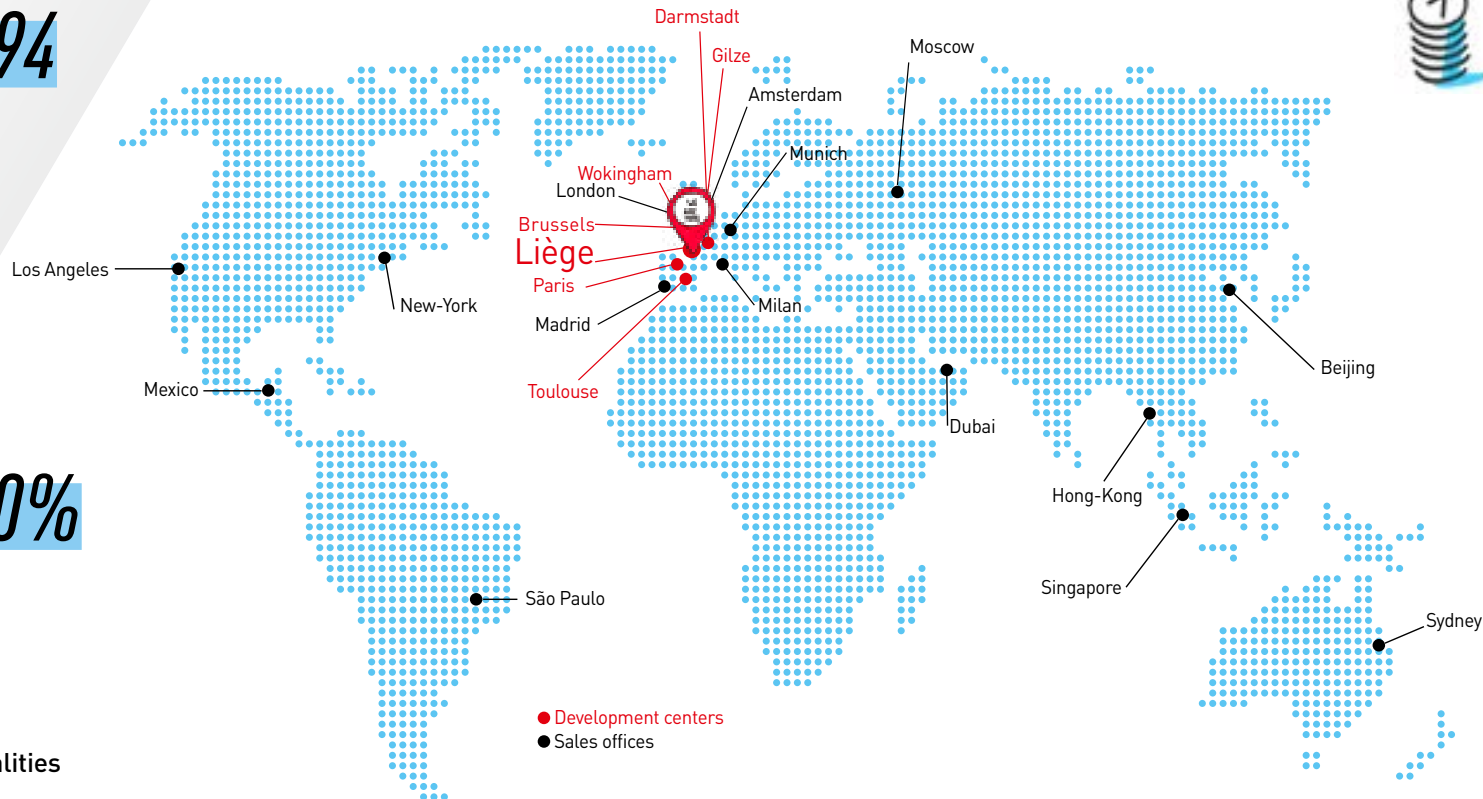 94
Darmstadt
Gilze
Moscow
Amsterdam
Munich
Wokingham
London
Brussels
Liège
Los Angeles
Paris
New-York
Madrid
Milan
Beijing
Mexico
Toulouse
Dubai
0%
Hong-Kong
Singapore
São Paulo
Sydney
Development centers
Sales offices
alities